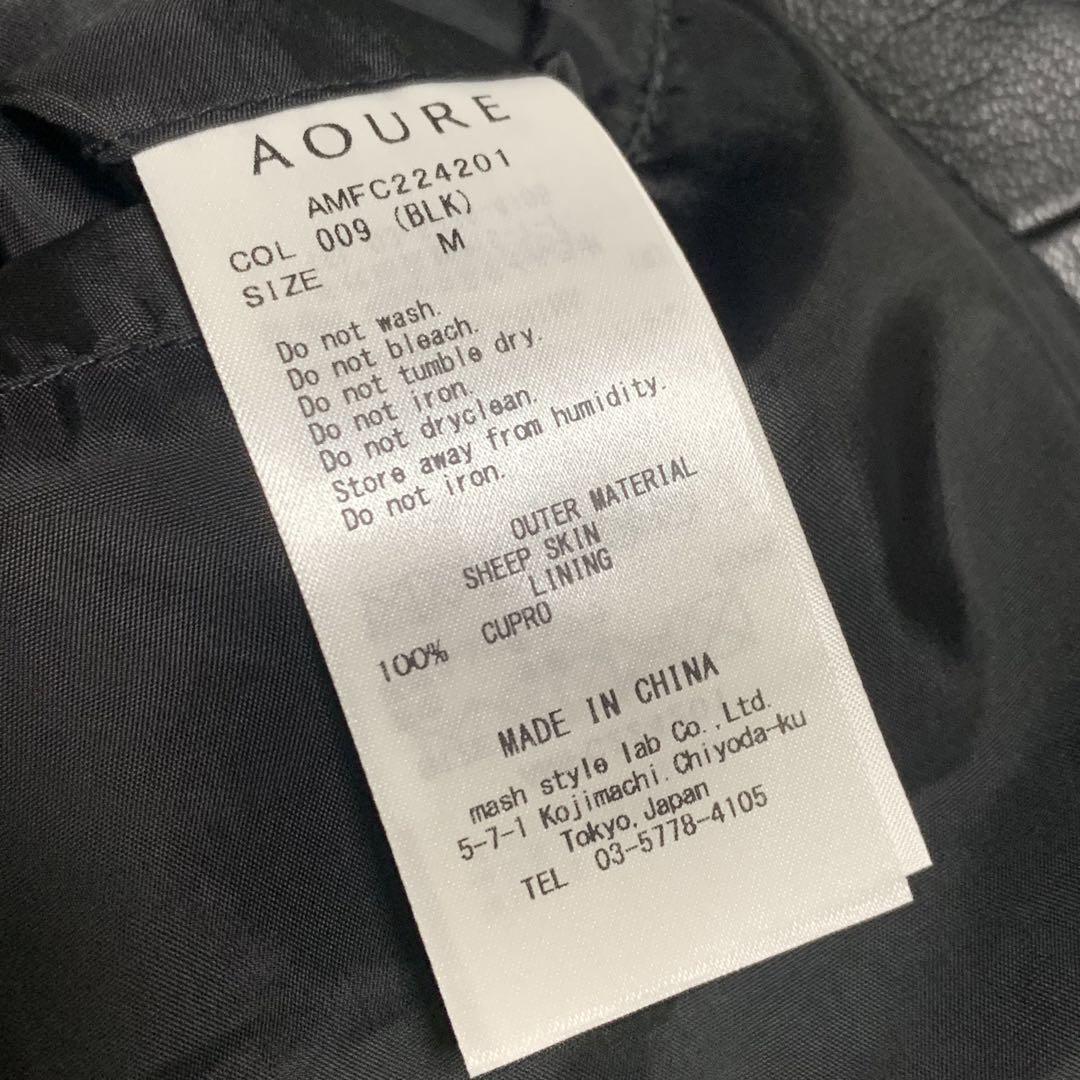 AOURE
AMFC224201
COL 009 (BLK)
SIZE M
Do not wash.
Do not bleach.
Do not tumble dry.
Do not iron.
Do not dryclean.
Store away from humidity.
Do not iron.
OUTER MATERIAL
SHEEP SKIN
LINING
100% CUPRO
MADE IN CHINA
mash style lab Co.,Ltd.
5-7-1 Kojimachi.Chiyoda-ku
Tokyo,Japan
TEL 03-5778-4105